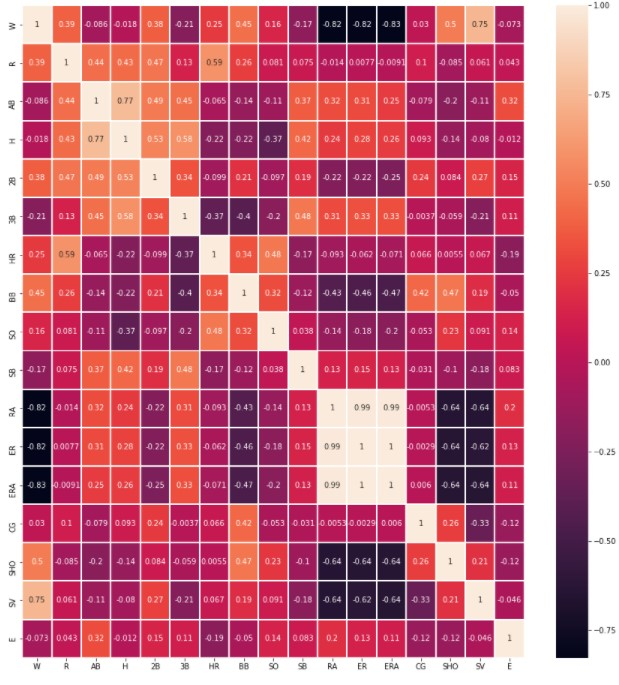 W 1 0.39 -0.086 -0.018 0.38 -0.21 0.25 0.45 0.16 -0.17 -0.82 -0.82 -0.83 0.03 0.5 0.75 -0.073
R 0.39 1 0.44 0.43 0.47 0.13 0.59 0.26 0.081 0.075 -0.014 0.0077 -0.0091 0.1 -0.085 0.061 0.043
AB -0.086 0.44 1 0.77 0.49 0.45 -0.065 -0.14 -0.11 0.37 0.32 0.31 0.25 -0.079 -0.2 -0.11 0.32
H -0.018 0.43 0.77 1 0.53 0.58 -0.22 -0.22 -0.37 0.42 0.24 0.28 0.26 0.093 -0.14 -0.08 -0.012
2B 0.38 0.47 0.49 0.53 1 0.34 -0.099 0.21 -0.097 0.19 -0.22 -0.22 -0.25 0.24 0.084 0.27 0.15
3B -0.21 0.13 0.45 0.58 0.34 1 -0.37 -0.4 -0.2 0.48 0.31 0.33 0.33 -0.0037 -0.059 -0.21 0.11
HR 0.25 0.59 -0.065 -0.22 -0.099 -0.37 1 0.34 0.48 -0.17 -0.093 -0.062 -0.071 0.066 0.0055 0.067 -0.19
BB 0.45 0.26 -0.14 -0.22 0.21 -0.4 0.34 1 0.32 -0.12 -0.43 -0.46 -0.47 0.42 0.47 0.19 -0.05
SO 0.16 0.081 -0.11 -0.37 -0.097 -0.2 0.48 0.32 1 0.038 -0.14 -0.18 -0.2 -0.053 0.23 0.091 0.14
SB -0.17 0.075 0.37 0.42 0.19 0.48 -0.17 -0.12 0.038 1 0.13 0.15 0.13 -0.031 -0.1 -0.18 0.083
RA -0.82 -0.014 0.32 0.24 -0.22 0.31 -0.093 -0.43 -0.14 0.13 1 0.99 0.99 -0.0053 -0.64 -0.64 0.2
ER -0.82 0.0077 0.31 0.28 -0.22 0.33 -0.062 -0.46 -0.18 0.15 0.99 1 1 -0.0029 -0.64 -0.62 0.13
ERA -0.83 -0.0091 0.25 0.26 -0.25 0.33 -0.071 -0.47 -0.2 0.13 0.99 1 1 0.006 -0.64 -0.64 0.11
CG 0.03 0.1 -0.079 0.093 0.24 -0.0037 0.066 0.42 -0.053 -0.031 -0.0053 -0.0029 0.006 1 0.26 -0.33 -0.12
SHO 0.5 -0.085 -0.2 -0.14 0.084 -0.059 0.0055 0.47 0.23 -0.1 -0.64 -0.64 -0.64 0.26 1 0.21 -0.12
SV 0.75 0.061 -0.11 -0.08 0.27 -0.21 0.067 0.19 0.091 -0.18 -0.64 -0.62 -0.64 -0.33 0.21 1 -0.046
E -0.073 0.043 0.32 -0.012 0.15 0.11 -0.19 -0.05 0.14 0.083 0.2 0.13 0.11 -0.12 -0.12 -0.046 1
W R AB H 2B 3B HR BB SO SB RA ER ERA CG SHO SV E
1.00
0.75
0.50
0.25
0.00
-0.25
-0.50
-0.75